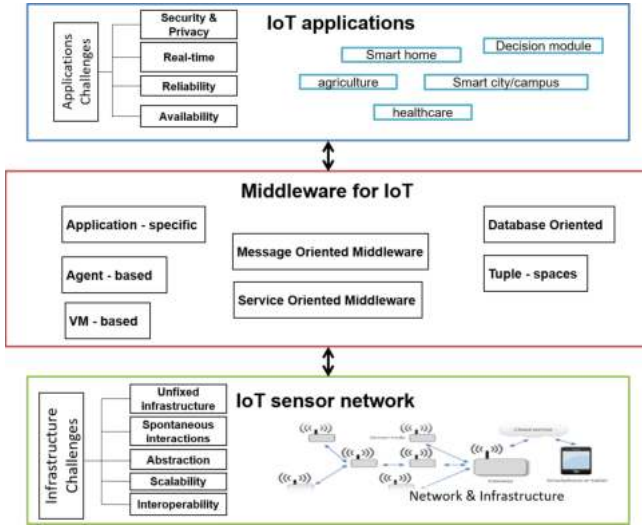 IoT applications
Applications
Challenges
Security &
Privacy
Real-time
Reliability
Availability
Smart home
Decision module
agriculture
Smart city/campus
healthcare
Middleware for IoT
Application - specific
Agent - based
VM - based
Message Oriented Middleware
Service Oriented Middleware
Database Oriented
Tuple - spaces
IoT sensor network
Infrastructure
Challenges
Unfixed
infrastructure
Spontaneous
interactions
Abstraction
Scalability
Interoperability
Network & Infrastructure